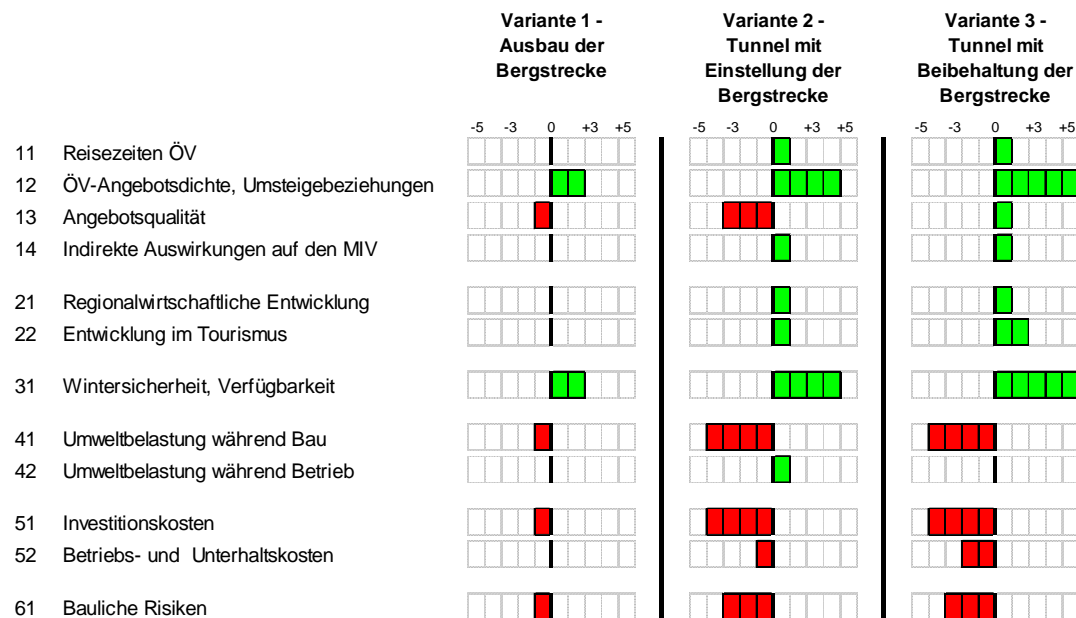 Variante 1 -
Ausbau der
Bergstrecke
Variante 2 -
Tunnel mit
Einstellung der
Bergstrecke
Variante 3 -
Tunnel mit
Beibehaltung der
Bergstrecke
-5 -3 0 +3 +5 -5 -3 0 +3 +5 -5 -3 0 +3 +5
11 Reisezeiten ÖV
12 ÖV-Angebotsdichte, Umsteigebeziehungen
13 Angebotsqualität
14 Indirekte Auswirkungen auf den MIV
21 Regionalwirtschaftliche Entwicklung
22 Entwicklung im Tourismus
31 Wintersicherheit, Verfügbarkeit
41 Umweltbelastung während Bau
42 Umweltbelastung während Betrieb
51 Investitionskosten
52 Betriebs- und Unterhaltskosten
61 Bauliche Risiken